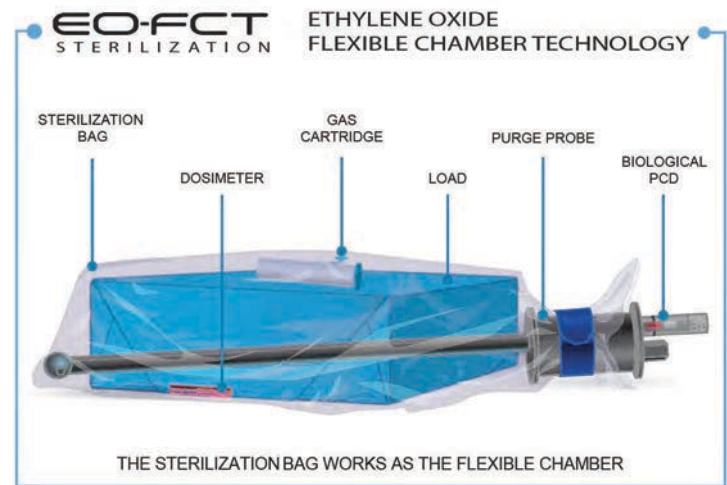 EO-FCT
STERILIZATION
ETHYLENE OXIDE
FLEXIBLE CHAMBER TECHNOLOGY
STERILIZATION
BAG
DOSIMETER
GAS
CARTRIDGE
LOAD
PURGE PROBE
BIOLOGICAL
PCD
THE STERILIZATION BAG WORKS AS THE FLEXIBLE CHAMBER